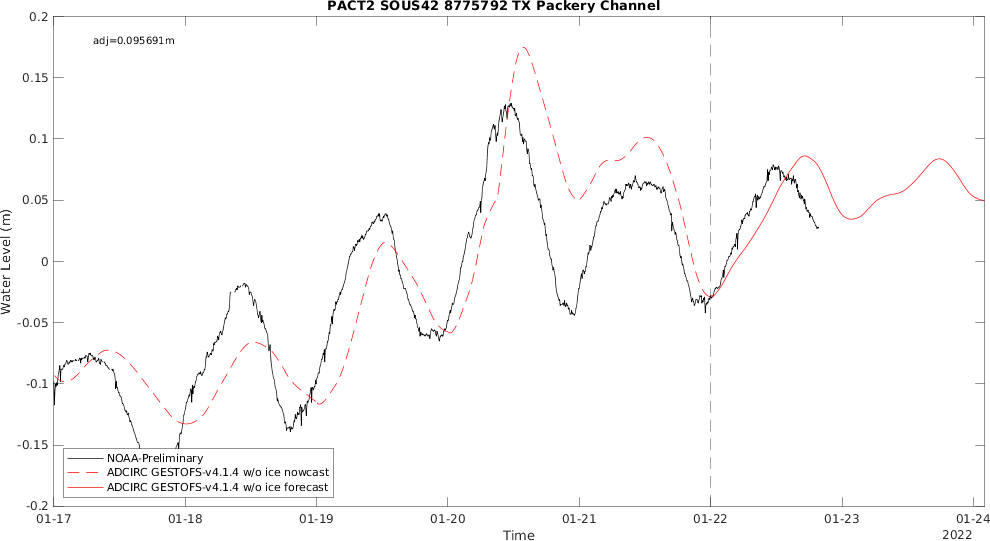 PACT2 SOUS42 8775792 TX Packery Channel
adj=0.095691m
0.2
0.15
0.1
0.05
0
-0.05
-0.1
-0.15
-0.2
Water Level (m)
NOAA-Preliminary
ADCIRC GESTOFS-v4.1.4 w/o ice nowcast
ADCIRC GESTOFS-v4.1.4 w/o ice forecast
01-17 01-18 01-19 01-20 01-21 01-22 01-23 01-24
Time
2022